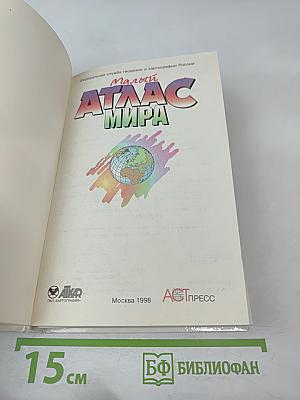 Федеральная служба геодезии и картографии России
Малый
АТЛАС
МИРА
ПКО «КАРТОГРАФИЯ»
Москва 1998
АСТ ПРЕСС
15 см
БФ БИБЛИОФАН